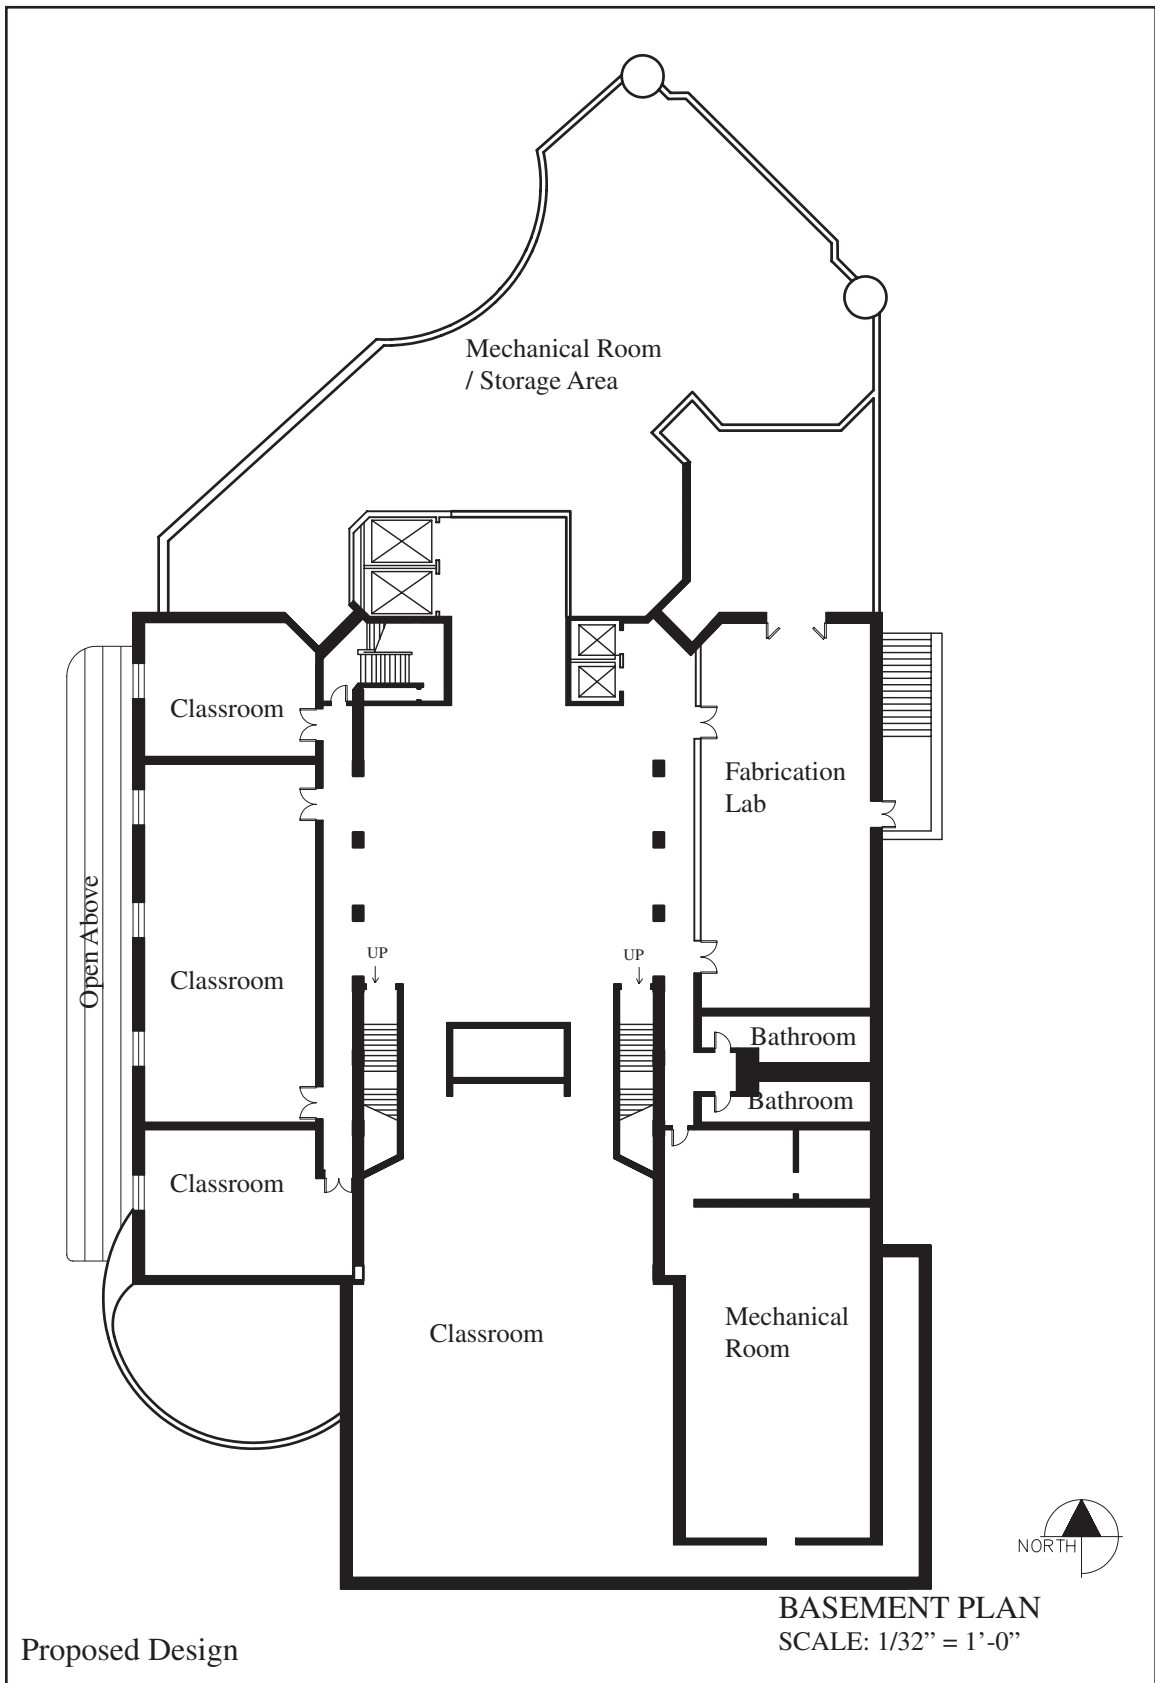 Mechanical Room
/ Storage Area
Classroom
Fabrication
Lab
Open Above
UP
UP
Classroom
Bathroom
Bathroom
Classroom
Classroom
Mechanical
Room
NORTH
BASEMENT PLAN
SCALE: 1/32” = 1’-0”
Proposed Design